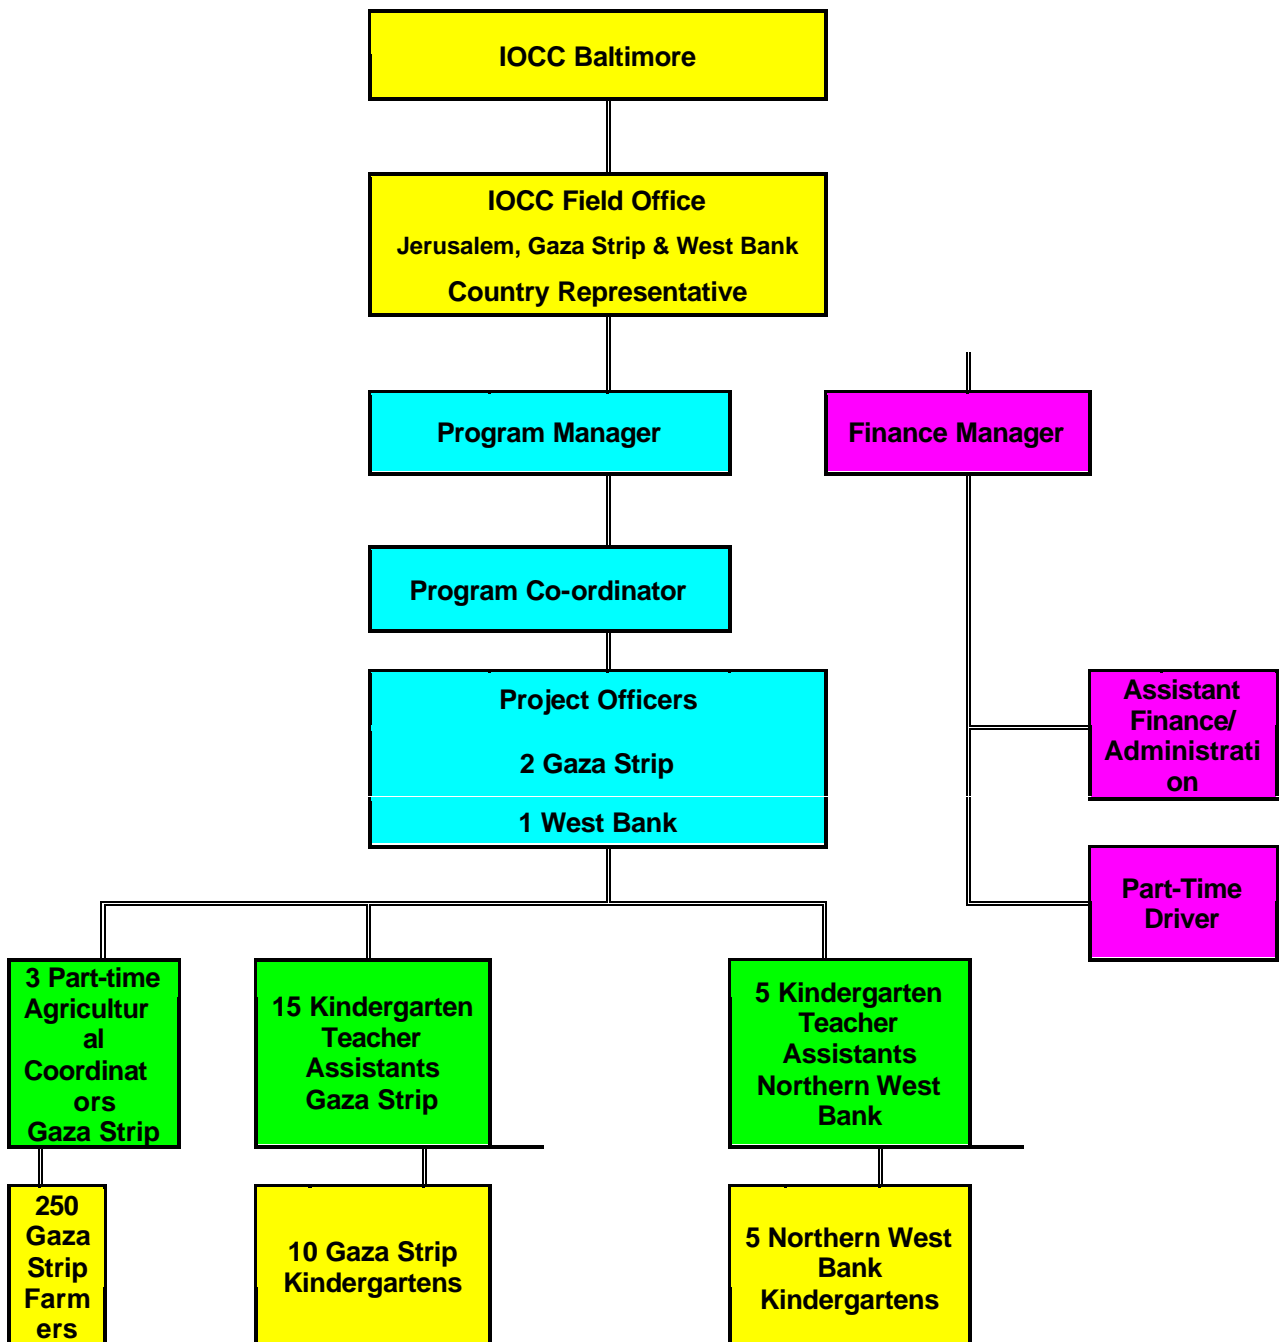 IOCC Baltimore
IOCC Field Office
Jerusalem, Gaza Strip & West Bank
Country Representative
Program Manager
Finance Manager
Program Co-ordinator
Project Officers
2 Gaza Strip
1 West Bank
Assistant
Finance/
Administrati
on
Part-Time
Driver
3 Part-time
Agricultur
al
Coordinat
ors
Gaza Strip
15 Kindergarten
Teacher
Assistants
Gaza Strip
5 Kindergarten
Teacher
Assistants
Northern West
Bank
250
Gaza
Strip
Farm
ers
10 Gaza Strip
Kindergartens
5 Northern West
Bank
Kindergartens